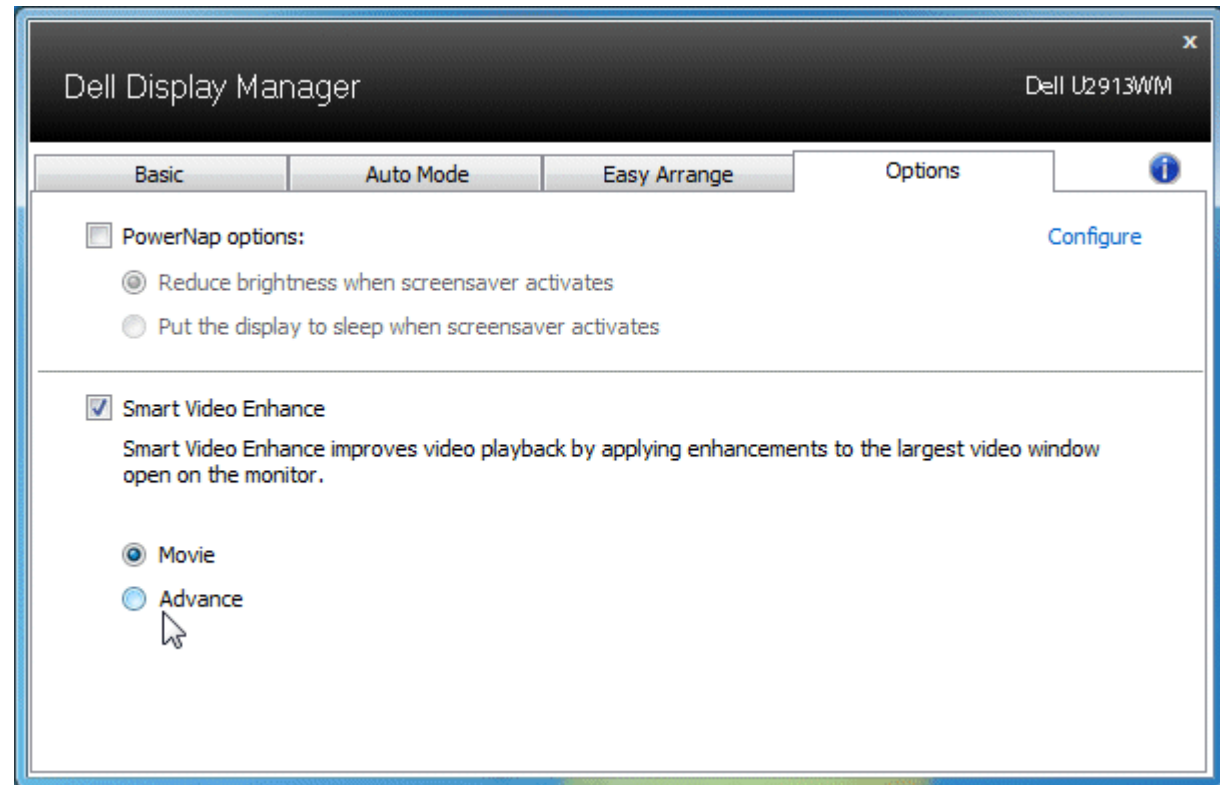 x
Dell Display Manager
Dell U2913WM
Basic
Auto Mode
Easy Arrange
Options
i
PowerNap options:
Configure
Reduce brightness when screensaver activates
Put the display to sleep when screensaver activates
Smart Video Enhance
Smart Video Enhance improves video playback by applying enhancements to the largest video window
open on the monitor.
Movie
Advance